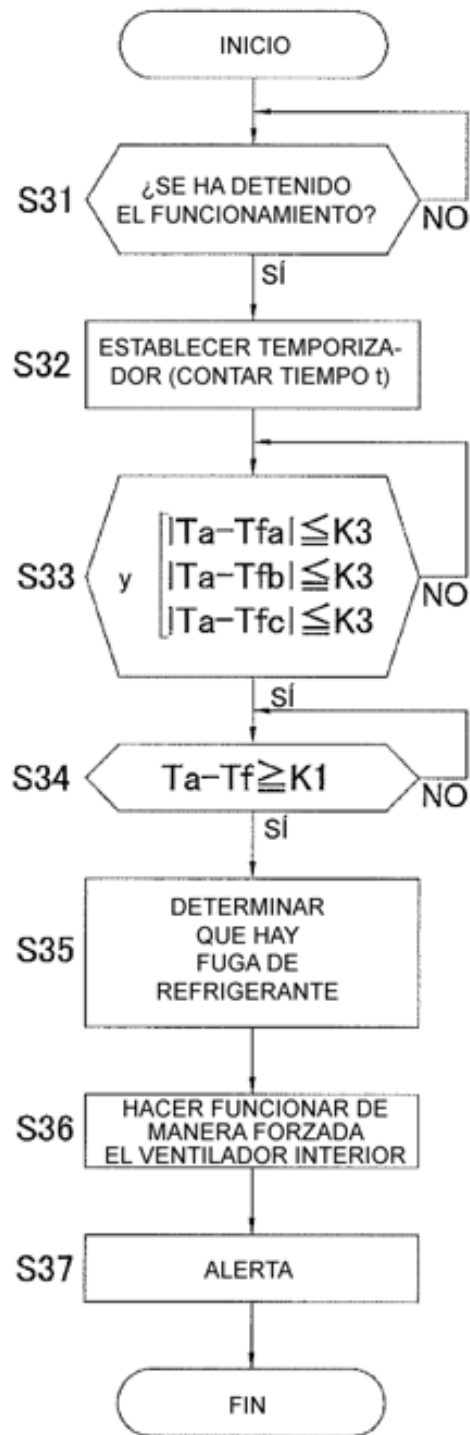 INICIO
S31
¿SE HA DETENIDO
EL FUNCIONAMIENTO?
NO
SÍ
S32
ESTABLECER TEMPORIZA-
DOR (CONTAR TIEMPO t)
S33
y
|Ta-Tfa|≦K3
|Ta-Tfb|≦K3
|Ta-Tfc|≦K3
NO
SÍ
S34
Ta-Tf≧K1
NO
SÍ
S35
DETERMINAR
QUE HAY
FUGA DE
REFRIGERANTE
S36
HACER FUNCIONAR DE
MANERA FORZADA
EL VENTILADOR INTERIOR
S37
ALERTA
FIN